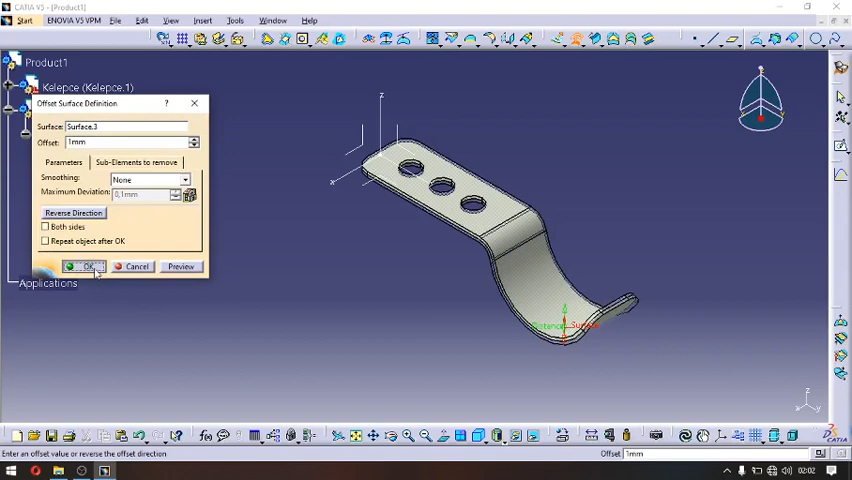 CATIA V5 - [Product1]
Start ENOVIA V5 VPM File Edit View Insert Tools Window Help
Product1
Kelepce (Kelepce.1)
Offset Surface Definition ? ×
Surface: Surface.3
Offset: 1mm
Parameters Sub-Elements to remove
Smoothing: None
Maximum Deviation: 0,1mm
Reverse Direction
Both sides
Repeat object after OK
OK Cancel Preview
Applications
z
x
Distance Surface
z
x y
Enter an offset value or reverse the offset direction Offset 1mm
02:02